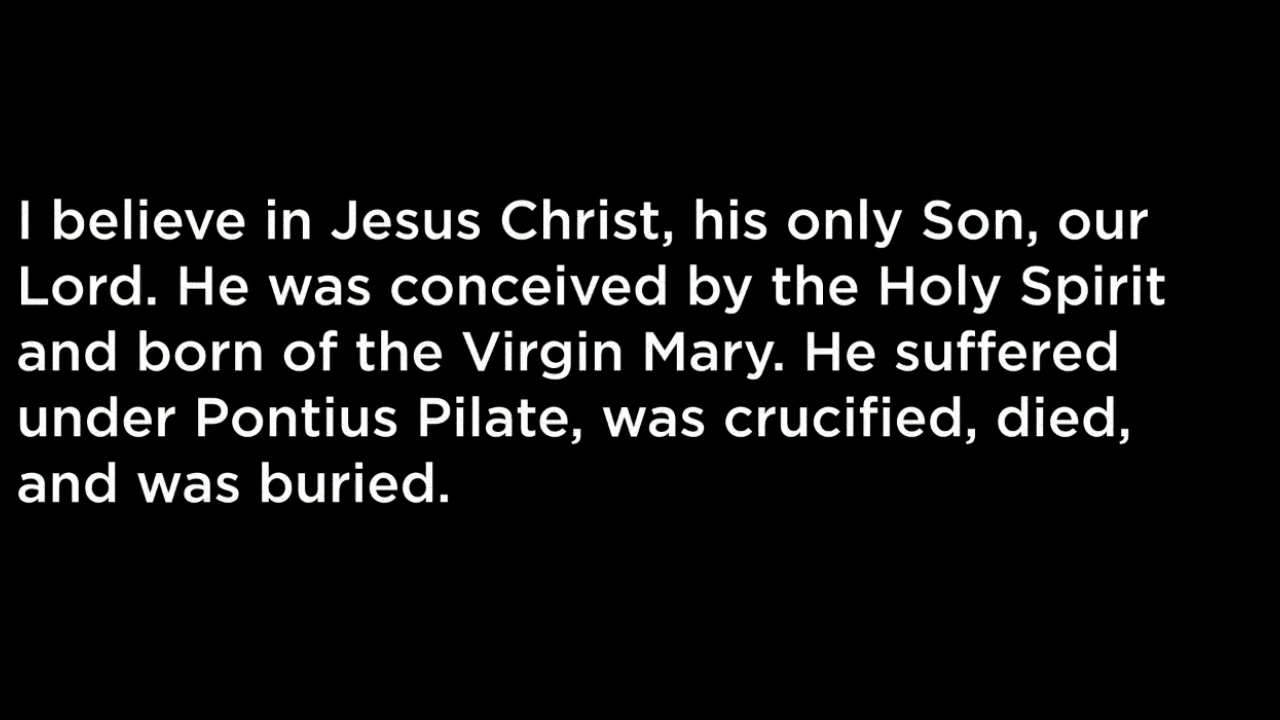 I believe in Jesus Christ, his only Son, our
Lord. He was conceived by the Holy Spirit
and born of the Virgin Mary. He suffered
under Pontius Pilate, was crucified, died,
and was buried.